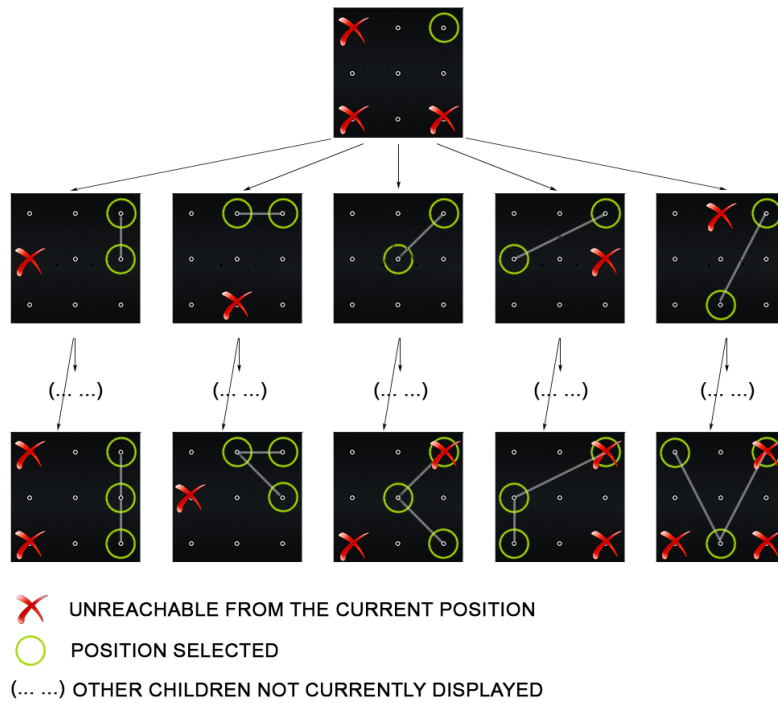 (... ...)
(... ...)
(... ...)
(... ...)
(... ...)
UNREACHABLE FROM THE CURRENT POSITION
POSITION SELECTED
(... ...) OTHER CHILDREN NOT CURRENTLY DISPLAYED